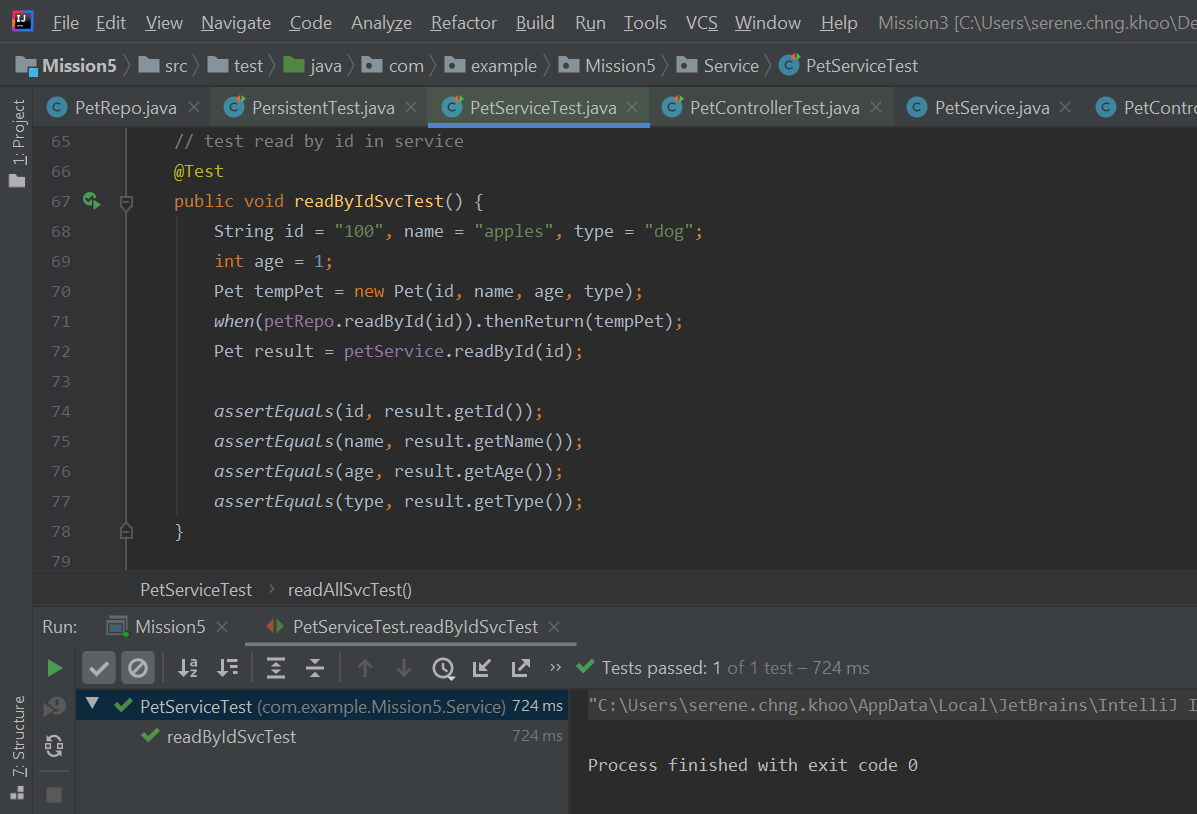 File Edit View Navigate Code Analyze Refactor Build Run Tools VCS Window Help Mission3 [C:\Users\serene.chng.khoo\De
Mission5 src test java com example Mission5 Service PetServiceTest
PetRepo.java PersistentTest.java PetServiceTest.java PetControllerTest.java PetService.java PetContro
1: Project
65 // test read by id in service
66 @Test
67 public void readByIdSvcTest() {
68 String id = "100", name = "apples", type = "dog";
69 int age = 1;
70 Pet tempPet = new Pet(id, name, age, type);
71 when(petRepo.readById(id)).thenReturn(tempPet);
72 Pet result = petService.readById(id);
73
74 assertEquals(id, result.getId());
75 assertEquals(name, result.getName());
76 assertEquals(age, result.getAge());
77 assertEquals(type, result.getType());
78 }
79
PetServiceTest readAllSvcTest()
Run: Mission5 PetServiceTest.readByIdSvcTest
Tests passed: 1 of 1 test – 724 ms
PetServiceTest (com.example.Mission5.Service) 724 ms
readByIdSvcTest 724 ms
"C:\Users\serene.chng.khoo\AppData\Local\JetBrains\IntelliJ I
Process finished with exit code 0
7: Structure